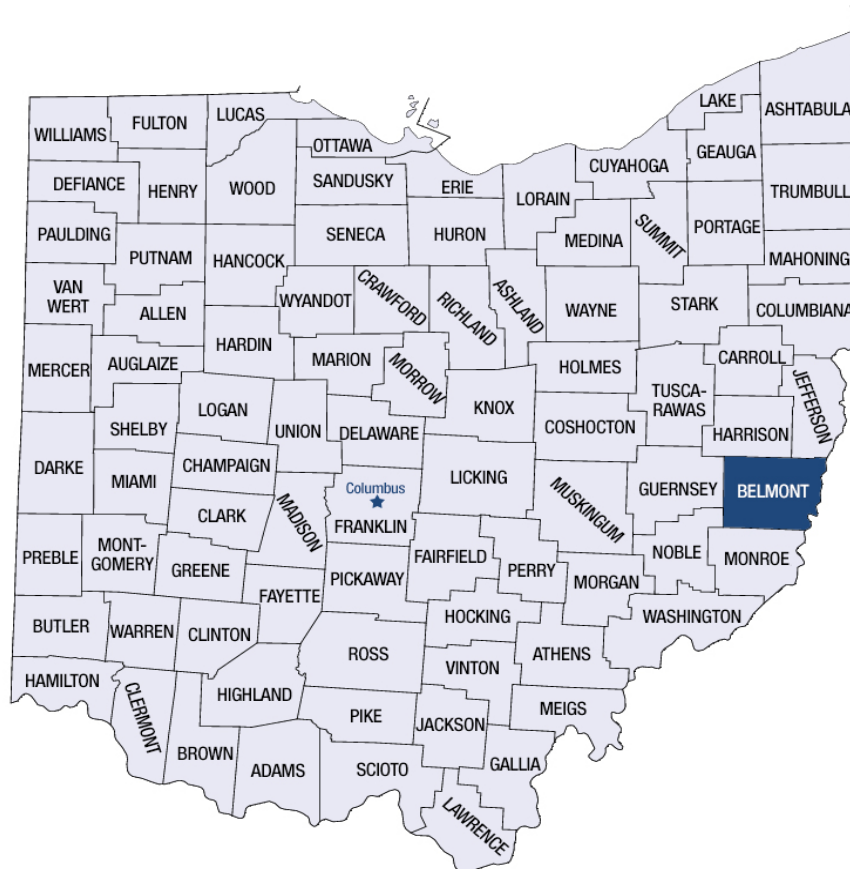 LAKE
ASHTABULA
WILLIAMS
FULTON
LUCAS
OTTAWA
GEAUGA
CUYAHOGA
DEFIANCE
HENRY
WOOD
SANDUSKY
ERIE
LORAIN
TRUMBULL
PAULDING
PUTNAM
HANCOCK
SENECA
HURON
MEDINA
SUMMIT
PORTAGE
MAHONING
VAN
WERT
ALLEN
WYANDOT
CRAWFORD
RICHLAND
ASHLAND
WAYNE
STARK
COLUMBIANA
MERCER
AUGLAIZE
HARDIN
MARION
MORROW
HOLMES
CARROLL
JEFFERSON
TUSCA-
RAWAS
SHELBY
LOGAN
UNION
DELAWARE
KNOX
COSHOCTON
HARRISON
DARKE
MIAMI
CHAMPAIGN
LICKING
MUSKINGUM
GUERNSEY
BELMONT
Columbus
FRANKLIN
CLARK
MADISON
PREBLE
MONT-
GOMERY
GREENE
FAYETTE
PICKAWAY
FAIRFIELD
PERRY
MORGAN
NOBLE
MONROE
BUTLER
WARREN
CLINTON
ROSS
HOCKING
ATHENS
WASHINGTON
HAMILTON
CLERMONT
HIGHLAND
PIKE
VINTON
JACKSON
MEIGS
BROWN
ADAMS
SCIOTO
GALLIA
LAWRENCE